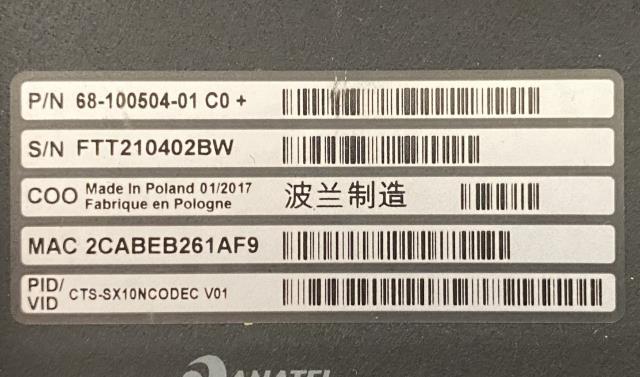 P/N 68-100504-01 C0 +
S/N FTT210402BW
COO Made In Poland 01/2017
Fabrique en Pologne
波兰制造
MAC 2CABEB261AF9
PID/
VID CTS-SX10NCODEC V01
ANATEL